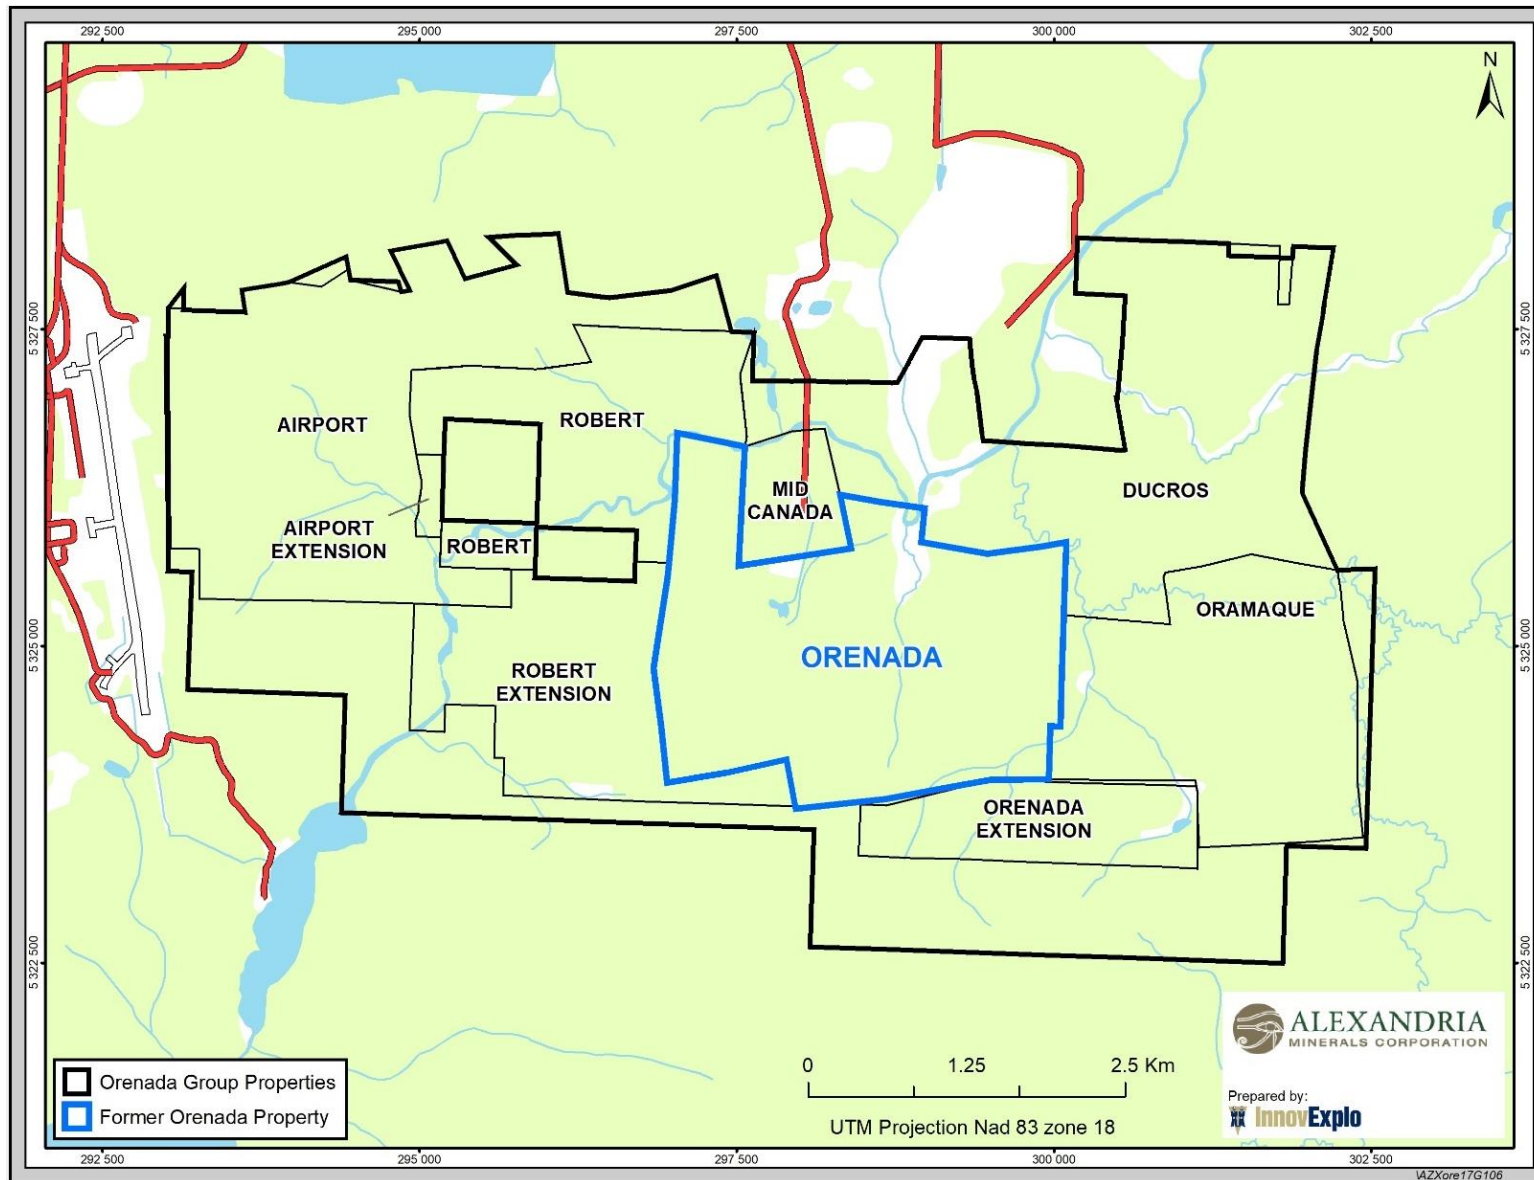 292 500
295 000
297 500
300 000
302 500
N
5 327 500
5 327 500
AIRPORT
ROBERT
MID
CANADA
DUCROS
AIRPORT
EXTENSION
ROBERT
ORAMAQUE
5 325 000
5 325 000
ORENADA
ROBERT
EXTENSION
ORENADA
EXTENSION
5 322 500
5 322 500
ALEXANDRIA
MINERALS CORPORATION
Orenada Group Properties
Former Orenada Property
0 1.25 2.5 Km
UTM Projection Nad 83 zone 18
Prepared by:
InnovExplo
292 500
295 000
297 500
300 000
302 500
\AZXore17G106